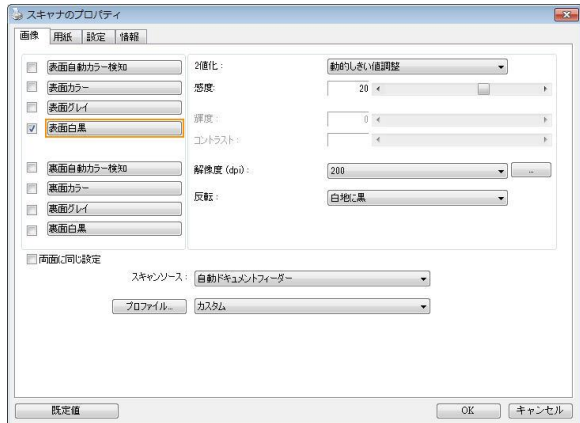 スキャナのプロパティ
画像 用紙 設定 情報
表面自動カラー検知
表面カラー
表面グレイ
表面白黒
裏面自動カラー検知
裏面カラー
裏面グレイ
裏面白黒
2値化: 動的しきい値調整
感度: 20
輝度: 0
コントラスト:
解像度 (dpi): 200 ...
反転: 白地に黒
両面に同じ設定
スキャンソース: 自動ドキュメントフィーダー
プロファイル... カスタム
既定値 OK キャンセル